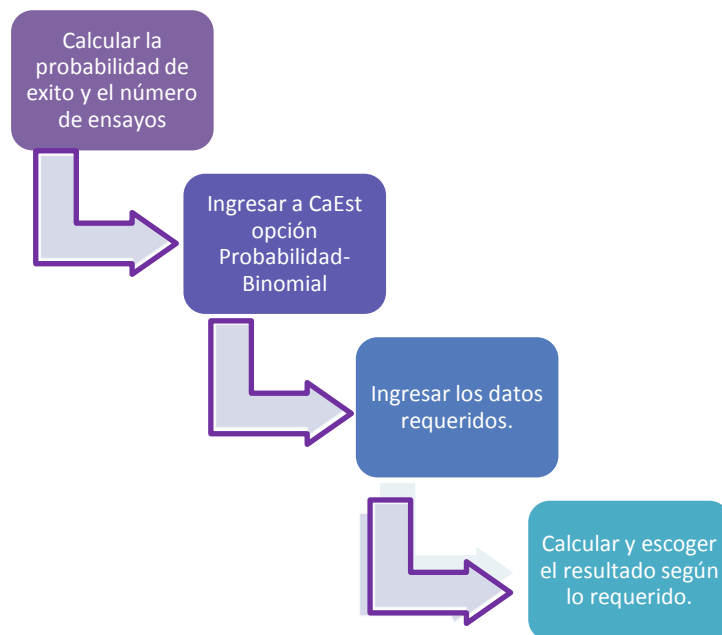 Calcular la
probabilidad de
exito y el número
de ensayos
Ingresar a CaEst
opción
Probabilidad-
Binomial
Ingresar los datos
requeridos.
Calcular y escoger
el resultado según
lo requerido.